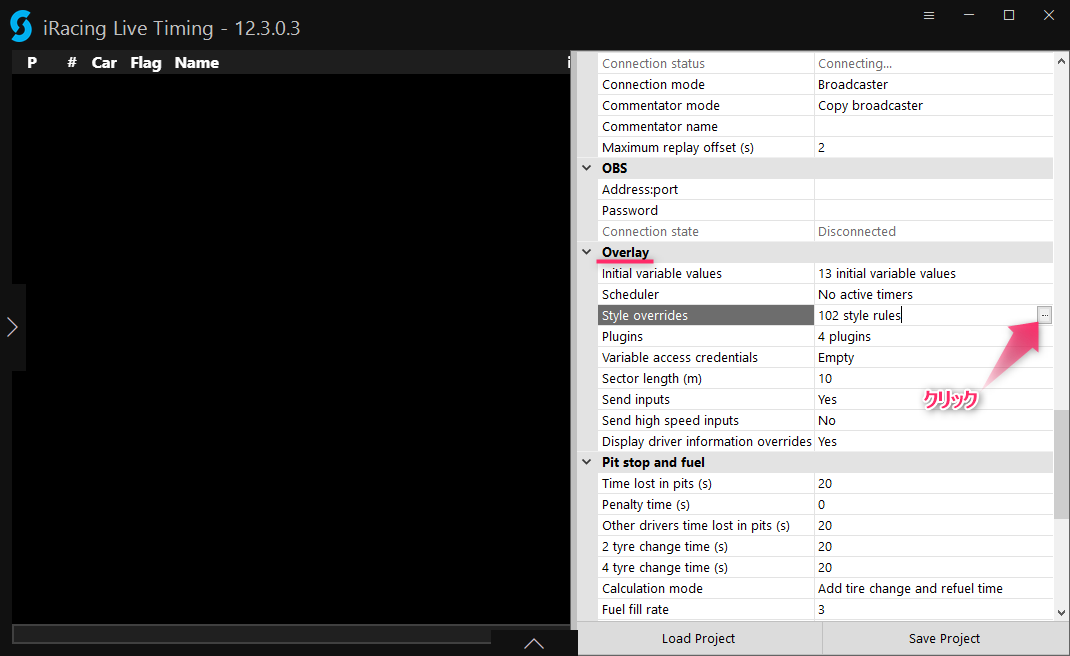 iRacing Live Timing - 12.3.0.3
P # Car Flag Name
Connection status Connecting...
Connection mode Broadcaster
Commentator mode Copy broadcaster
Commentator name
Maximum replay offset (s) 2
OBS
Address:port
Password
Connection state Disconnected
Overlay
Initial variable values 13 initial variable values
Scheduler No active timers
Style overrides 102 style rules ...
Plugins 4 plugins
Variable access credentials Empty
Sector length (m) 10
クリック
Send inputs Yes
Send high speed inputs No
Display driver information overrides Yes
Pit stop and fuel
Time lost in pits (s) 20
Penalty time (s) 0
Other drivers time lost in pits (s) 20
2 tyre change time (s) 20
4 tyre change time (s) 20
Calculation mode Add tire change and refuel time
Fuel fill rate 3
Load Project Save Project